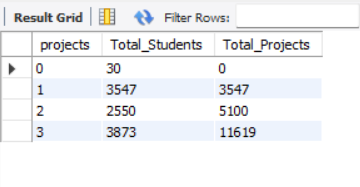 Result Grid Filter Rows:
projects Total_Students Total_Projects
0 30 0
1 3547 3547
2 2550 5100
3 3873 11619